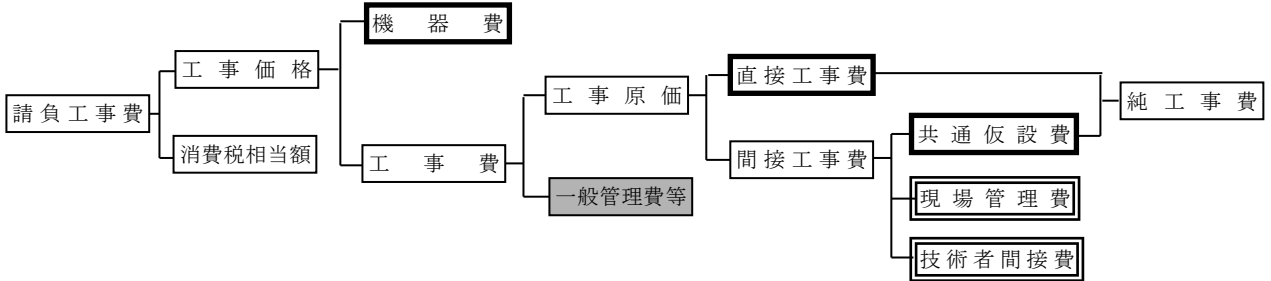 機器費
工事価格
直接工事費
工事原価
純工事費
請負工事費
共通仮設費
消費税相当額
工事費
間接工事費
一般管理費等
現場管理費
技術者間接費